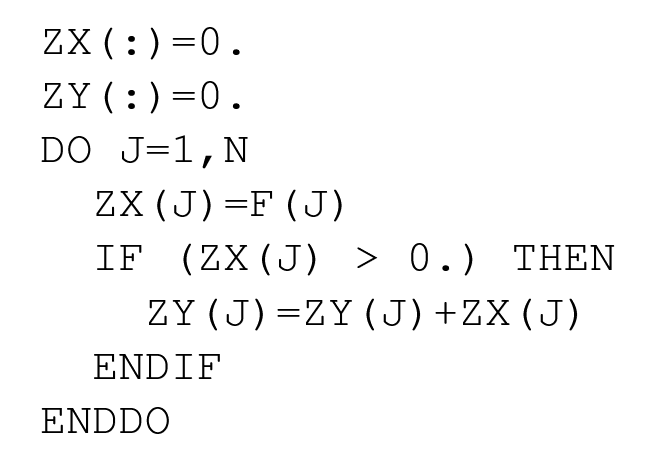 ZX(:)=0.
ZY(:)=0.
DO J=1,N
  ZX(J)=F(J)
  IF (ZX(J) > 0.) THEN
    ZY(J)=ZY(J)+ZX(J)
  ENDIF
ENDDO